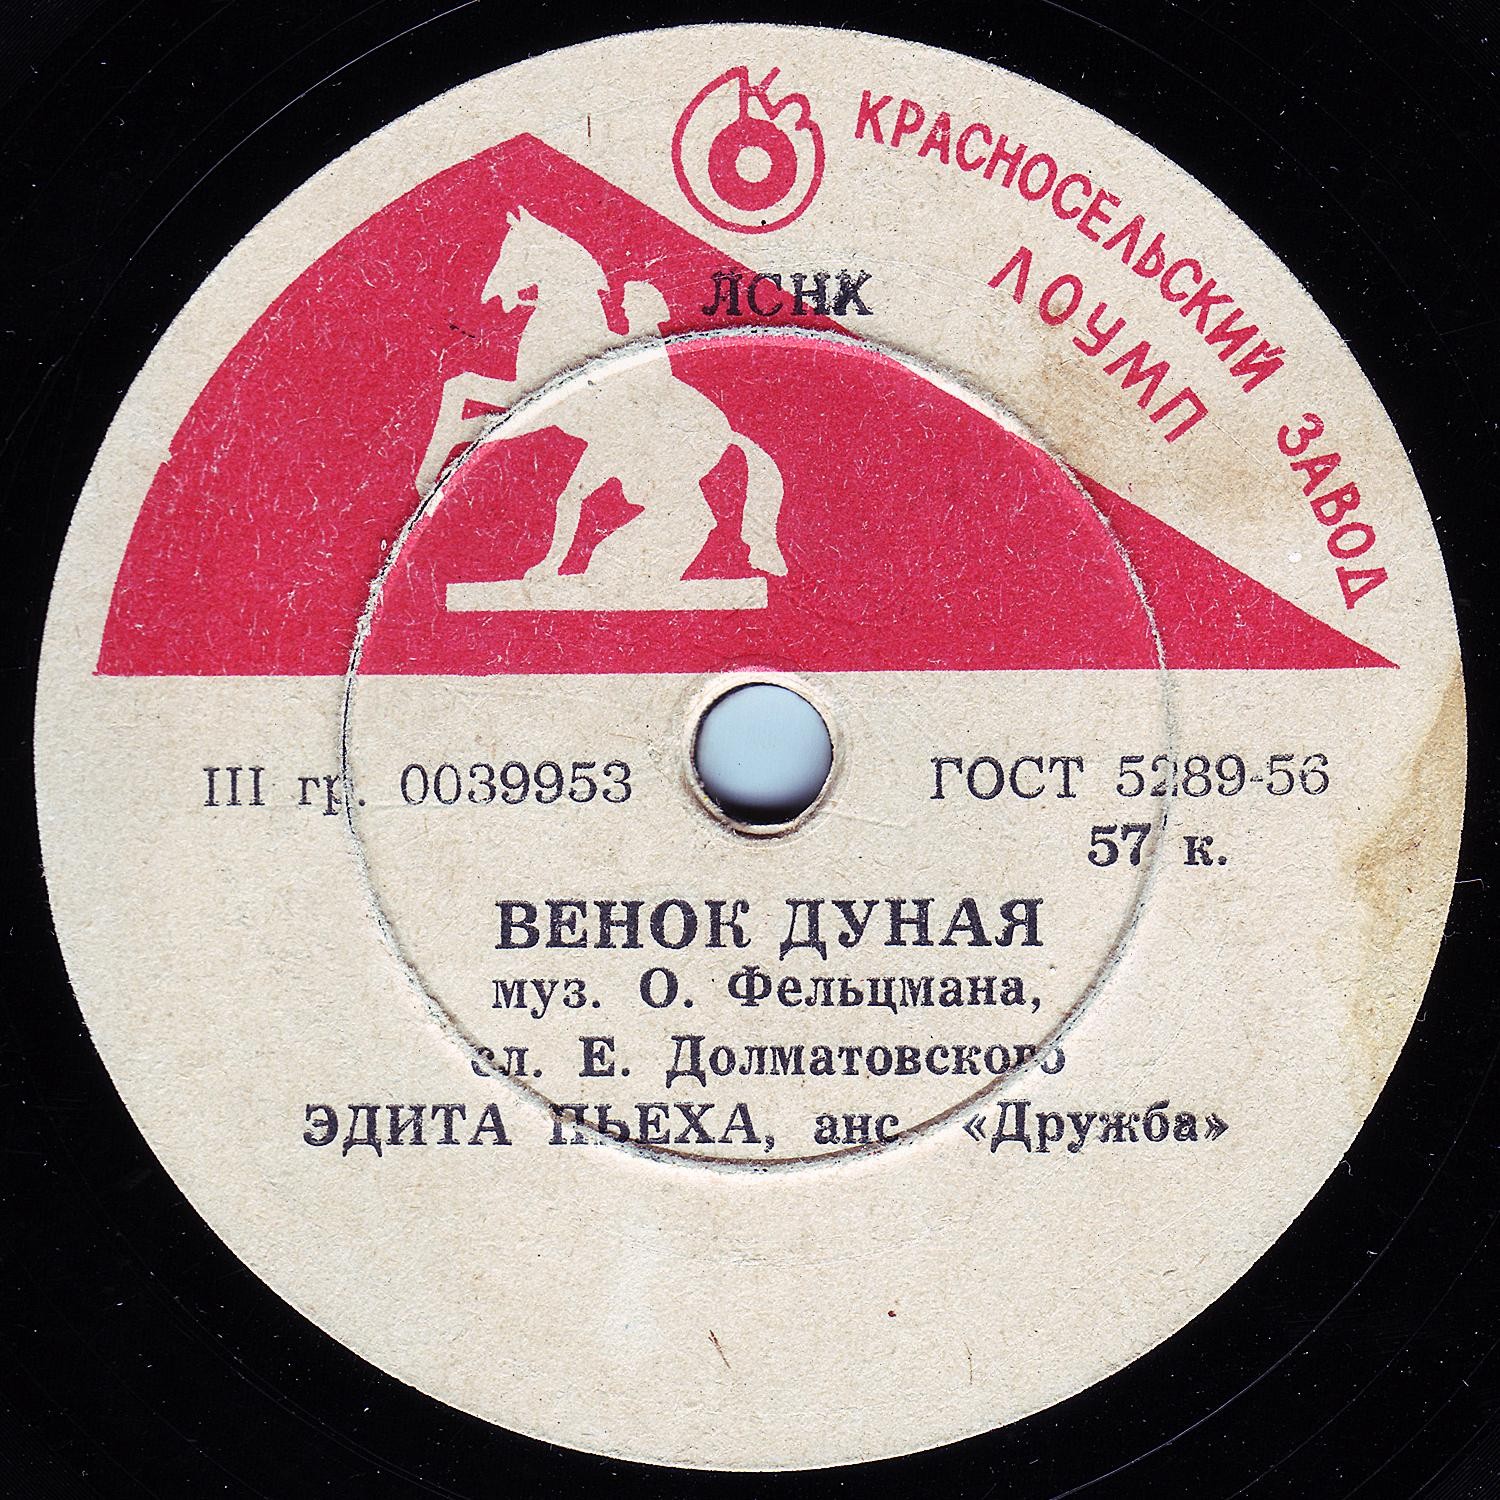 КРАСНОСЕЛЬСКИЙ ЗАВОД
ЛОУМП
ЛСНХ
III гр. 0039953
ГОСТ 5289-56
57 к.
ВЕНОК ДУНАЯ
муз. О. Фельцмана,
сл. Е. Долматовского
ЭДИТА ПЬЕХА, анс. «Дружба»